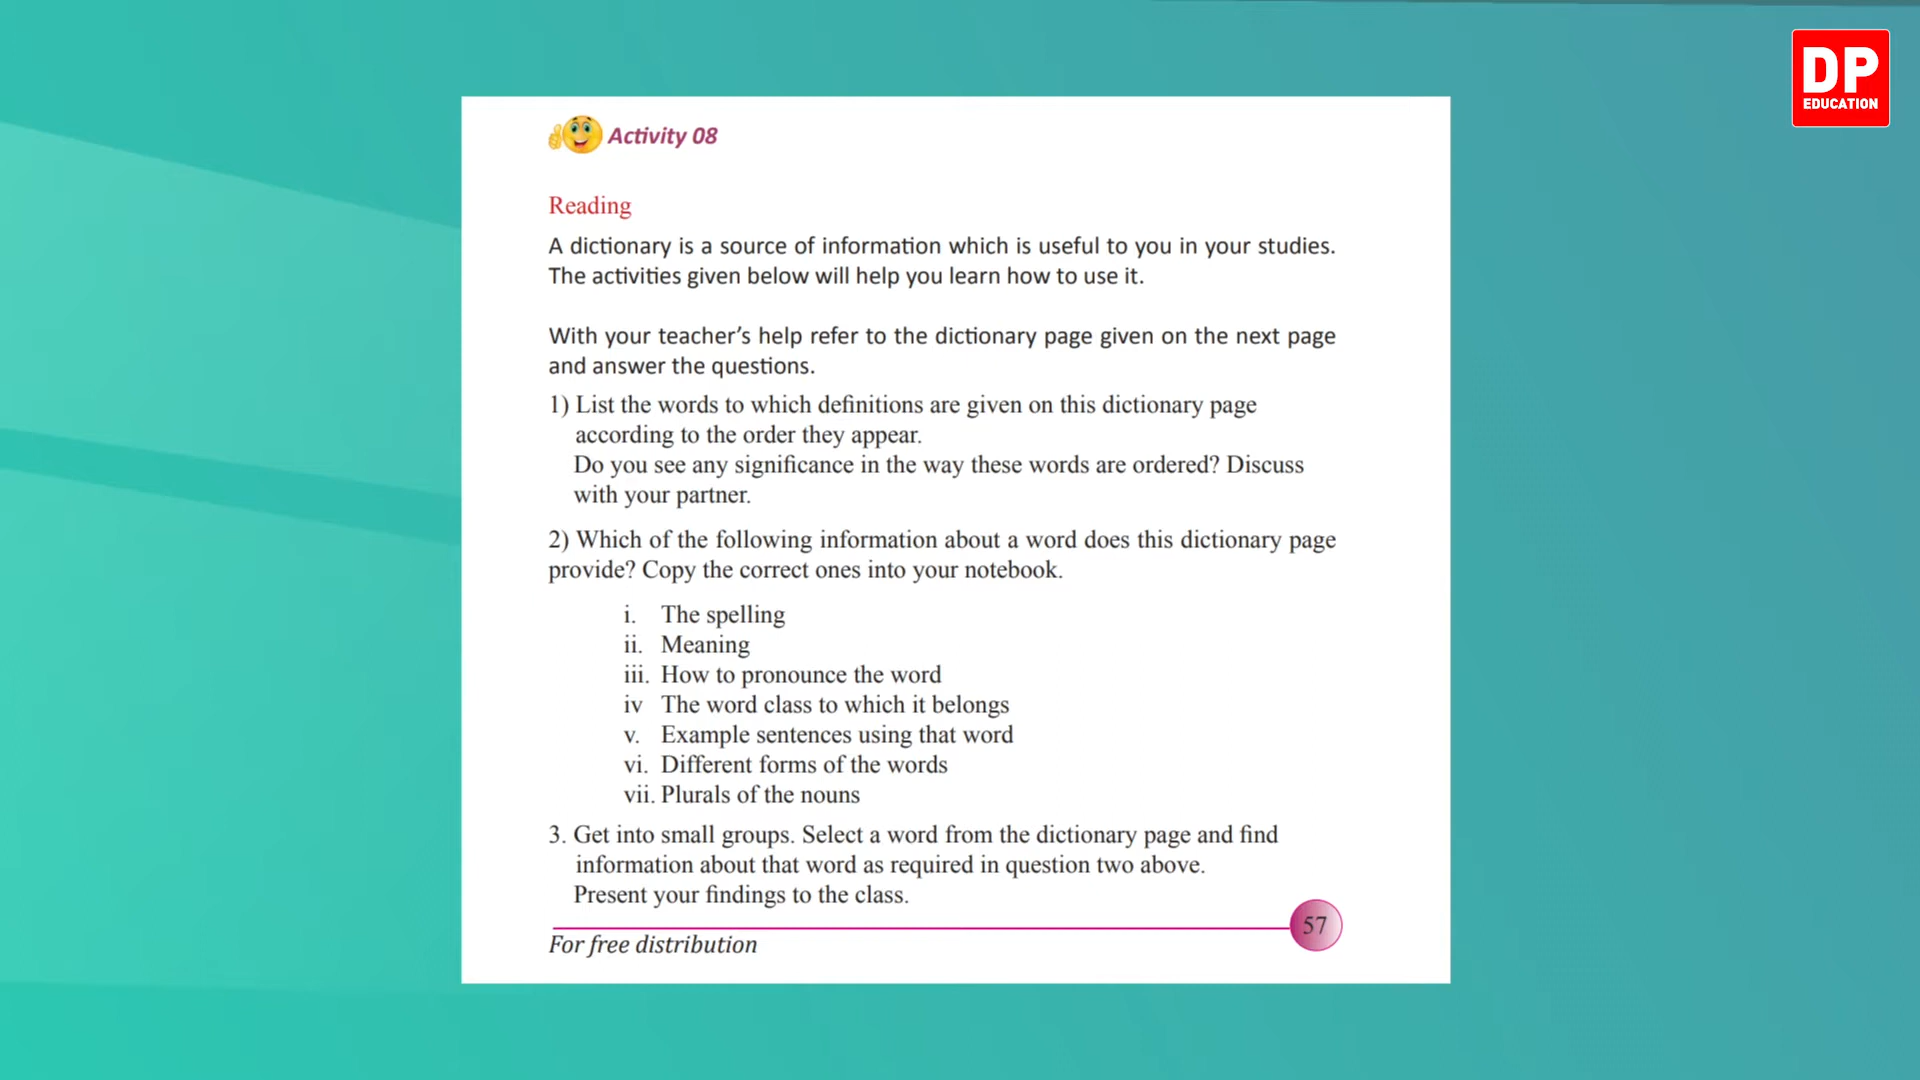 DP
EDUCATION
Activity 08
Reading
A dictionary is a source of information which is useful to you in your studies.
The activities given below will help you learn how to use it.
With your teacher’s help refer to the dictionary page given on the next page
and answer the questions.
1) List the words to which definitions are given on this dictionary page
according to the order they appear.
Do you see any significance in the way these words are ordered? Discuss
with your partner.
2) Which of the following information about a word does this dictionary page
provide? Copy the correct ones into your notebook.
i. The spelling
ii. Meaning
iii. How to pronounce the word
iv The word class to which it belongs
v. Example sentences using that word
vi. Different forms of the words
vii. Plurals of the nouns
3. Get into small groups. Select a word from the dictionary page and find
information about that word as required in question two above.
Present your findings to the class.
57
For free distribution